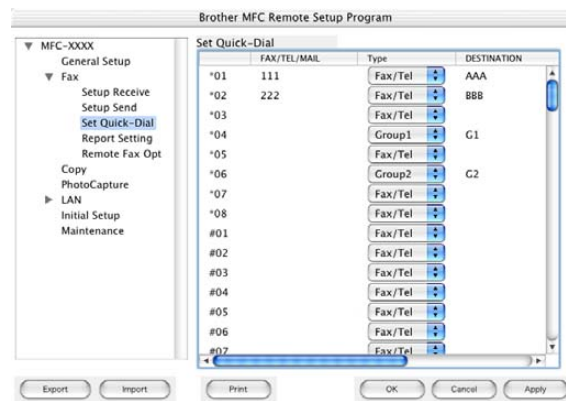 Brother MFC Remote Setup Program
MFC-XXXX
General Setup
Fax
Setup Receive
Setup Send
Set Quick-Dial
Report Setting
Remote Fax Opt
Copy
PhotoCapture
LAN
Initial Setup
Maintenance
Set Quick-Dial
FAX/TEL/MAIL Type DESTINATION
*01 111 Fax/Tel AAA
*02 222 Fax/Tel BBB
*03 Fax/Tel
*04 Group1 G1
*05 Fax/Tel
*06 Group2 G2
*07 Fax/Tel
*08 Fax/Tel
#01 Fax/Tel
#02 Fax/Tel
#03 Fax/Tel
#04 Fax/Tel
#05 Fax/Tel
#06 Fax/Tel
#07 Fax/Tel
Export Import Print OK Cancel Apply